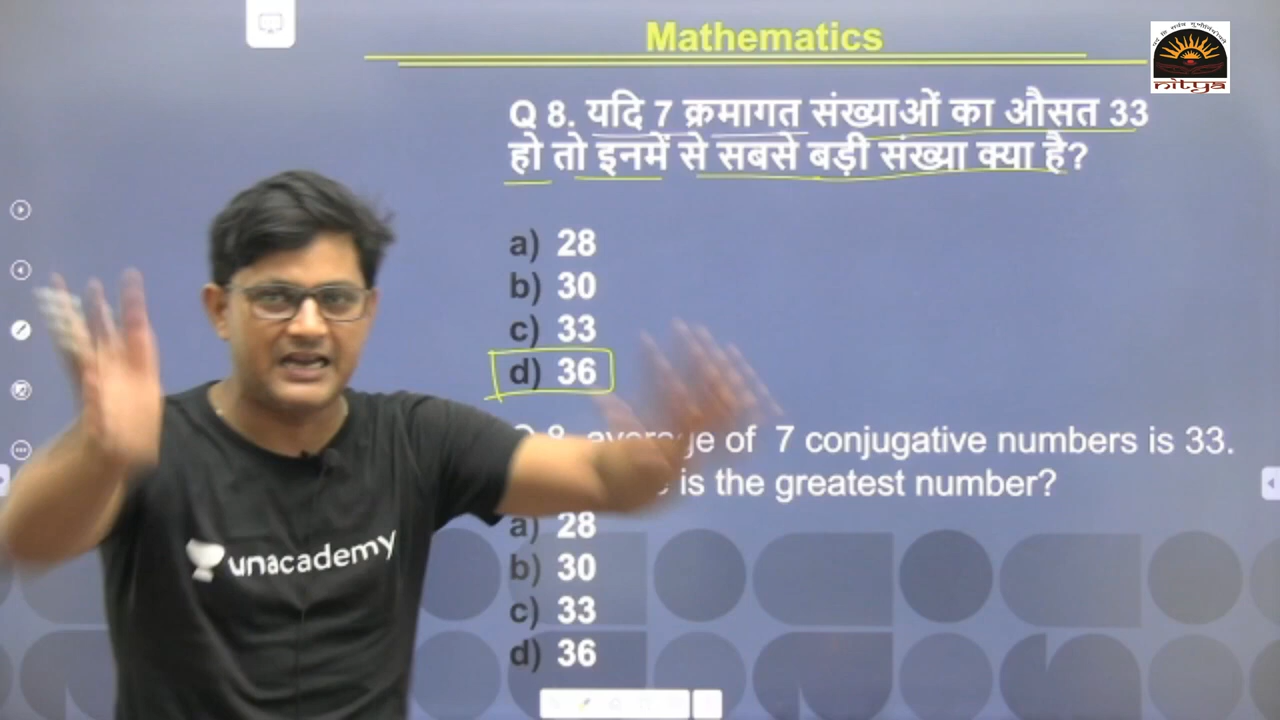 Mathematics
nitya
Q 8. यदि 7 क्रमागत संख्याओं का औसत 33
हो तो इनमें से सबसे बड़ी संख्या क्या है?
a) 28
b) 30
c) 33
d) 36
of 7 conjugative numbers is 33.
is the greatest number?
a) 28
b) 30
c) 33
d) 36
unacademy